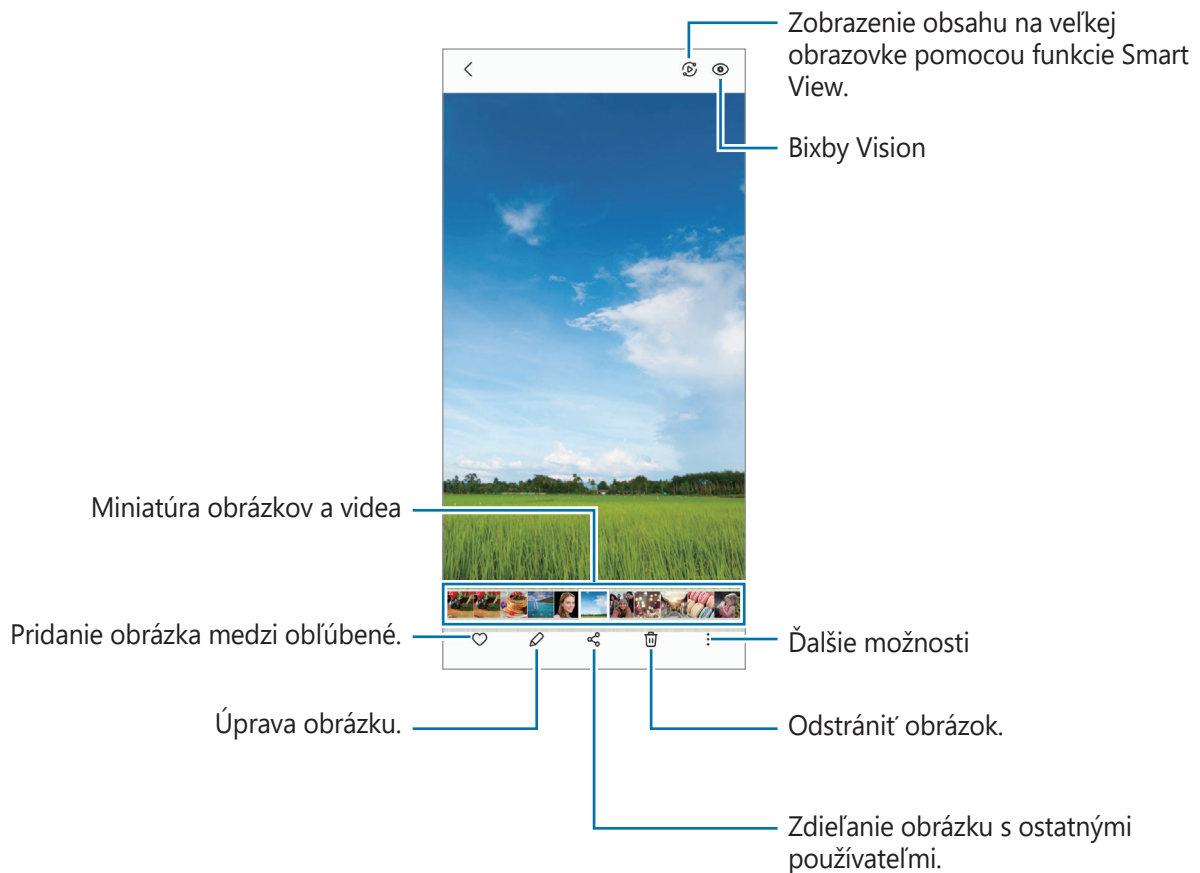 Zobrazenie obsahu na veľkej
obrazovke pomocou funkcie Smart
View.
Bixby Vision
Miniatúra obrázkov a videa
Pridanie obrázka medzi obľúbené.
Ďalšie možnosti
Úprava obrázku.
Odstrániť obrázok.
Zdieľanie obrázku s ostatnými
používateľmi.